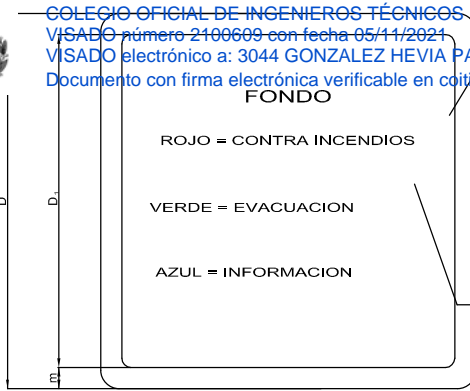 COLEGIO OFICIAL DE INGENIEROS TÉCNICOS
VISADO número 2100609 con fecha 05/11/2021
VISADO electrónico a: 3044 GONZALEZ HEVIA
Documento con firma electrónica verificable en
FONDO
ROJO = CONTRA INCENDIOS
VERDE = EVACUACION
AZUL = INFORMACION
D
D1
m